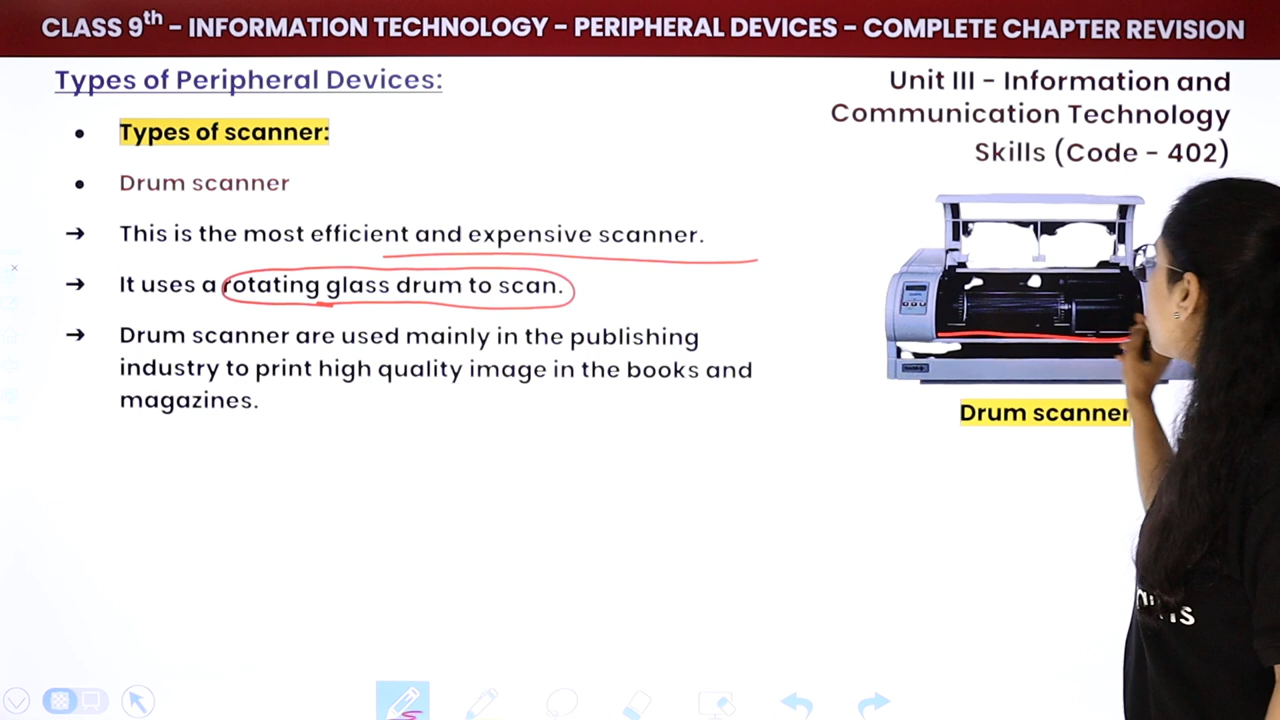 CLASS 9th - INFORMATION TECHNOLOGY - PERIPHERAL DEVICES - COMPLETE CHAPTER REVISION
Types of Peripheral Devices:
Unit III - Information and
Communication Technology
Skills (Code - 402)
• Types of scanner:
• Drum scanner
→ This is the most efficient and expensive scanner.
→ It uses a rotating glass drum to scan.
→ Drum scanner are used mainly in the publishing
industry to print high quality image in the books and
magazines.
Drum scanner